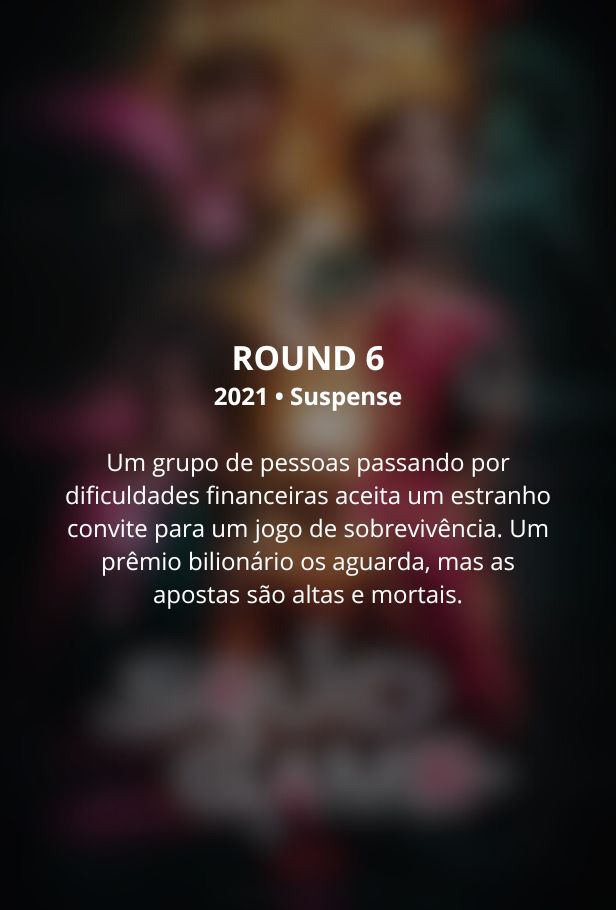 ROUND 6
2021 • Suspense
Um grupo de pessoas passando por
dificuldades financeiras aceita um estranho
convite para um jogo de sobrevivência. Um
prêmio bilionário os aguarda, mas as
apostas são altas e mortais.